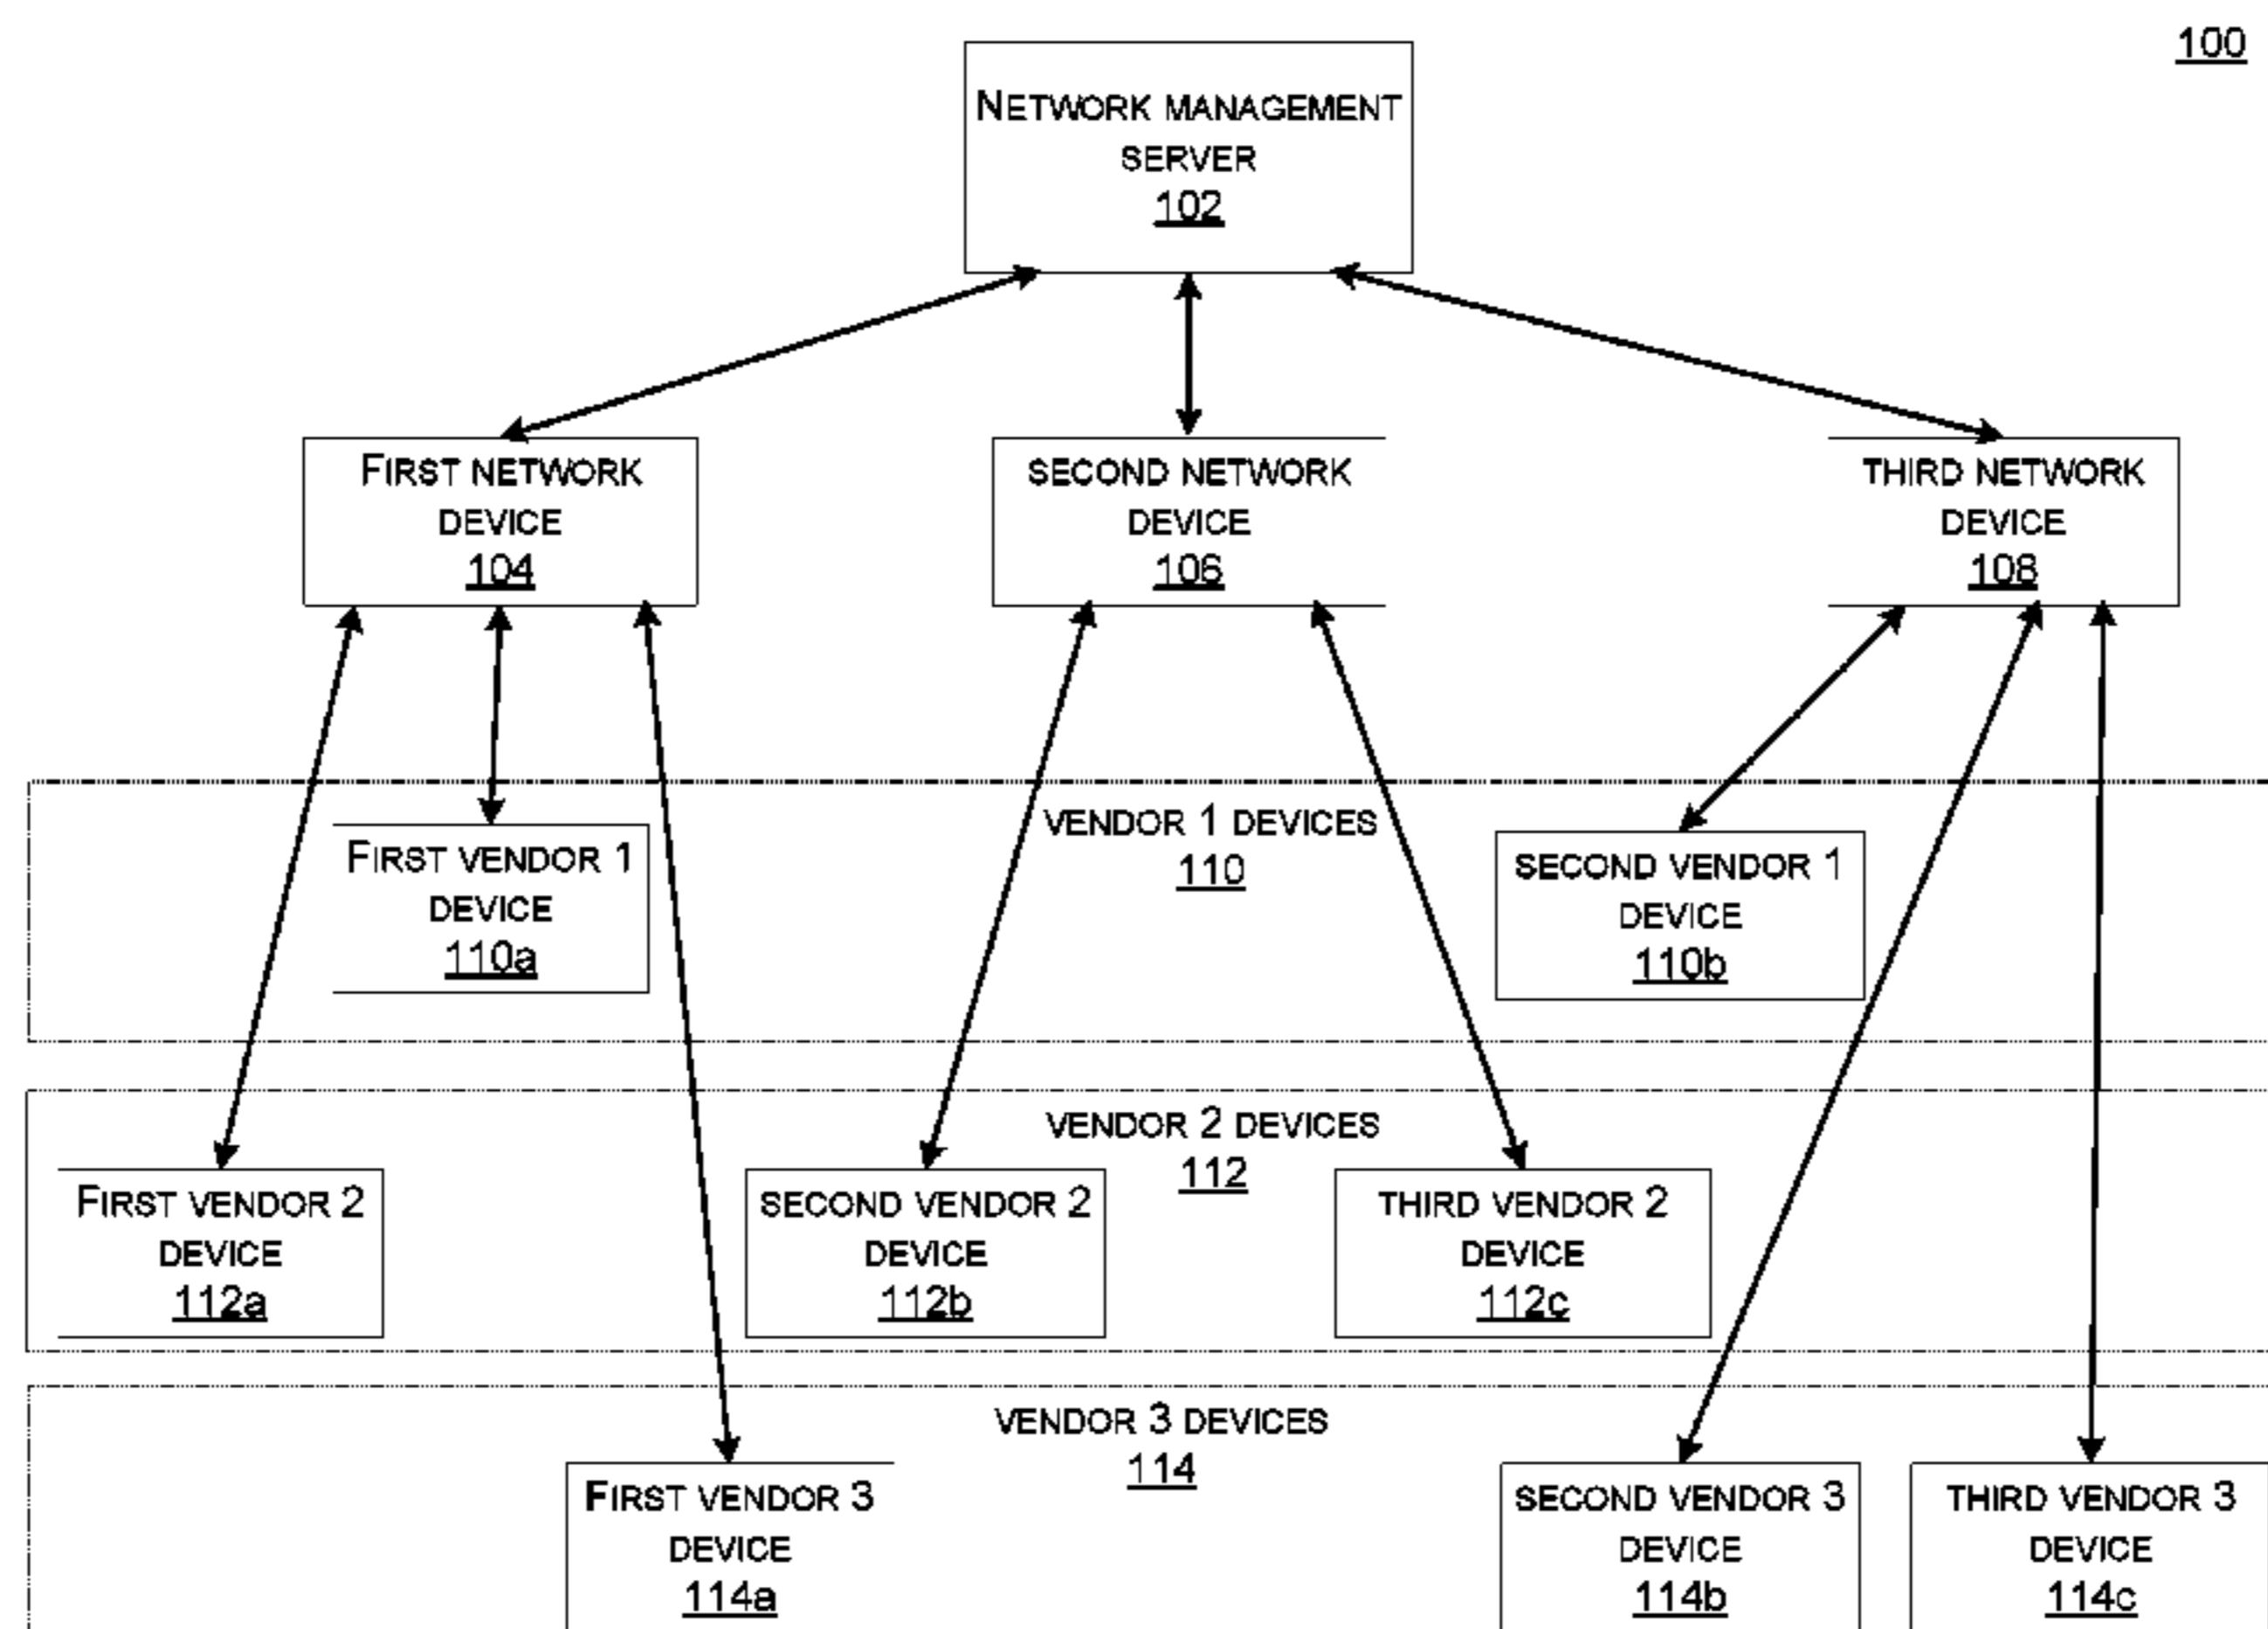 100
NETWORK MANAGEMENT
SERVER
102
FIRST NETWORK
DEVICE
104
SECOND NETWORK
DEVICE
106
THIRD NETWORK
DEVICE
108
VENDOR 1 DEVICES
110
FIRST VENDOR 1
DEVICE
110a
SECOND VENDOR 1
DEVICE
110b
VENDOR 2 DEVICES
112
FIRST VENDOR 2
DEVICE
112a
SECOND VENDOR 2
DEVICE
112b
THIRD VENDOR 2
DEVICE
112c
VENDOR 3 DEVICES
114
FIRST VENDOR 3
DEVICE
114a
SECOND VENDOR 3
DEVICE
114b
THIRD VENDOR 3
DEVICE
114c